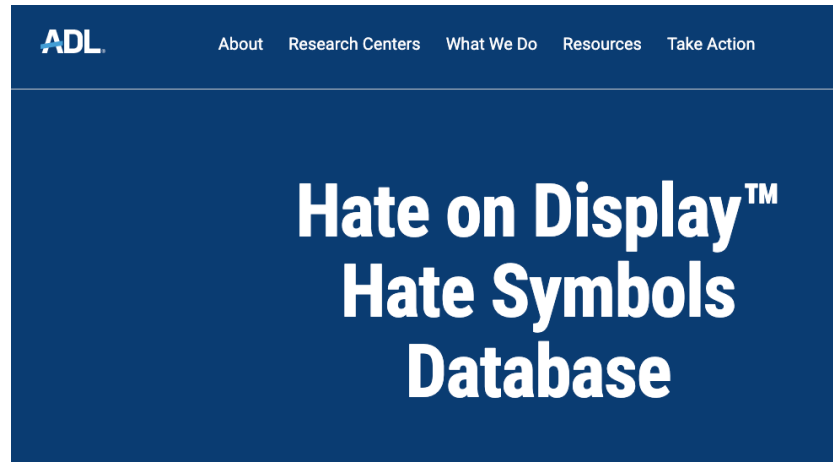 ADL.
About Research Centers What We Do Resources Take Action
Hate on Display™
Hate Symbols
Database